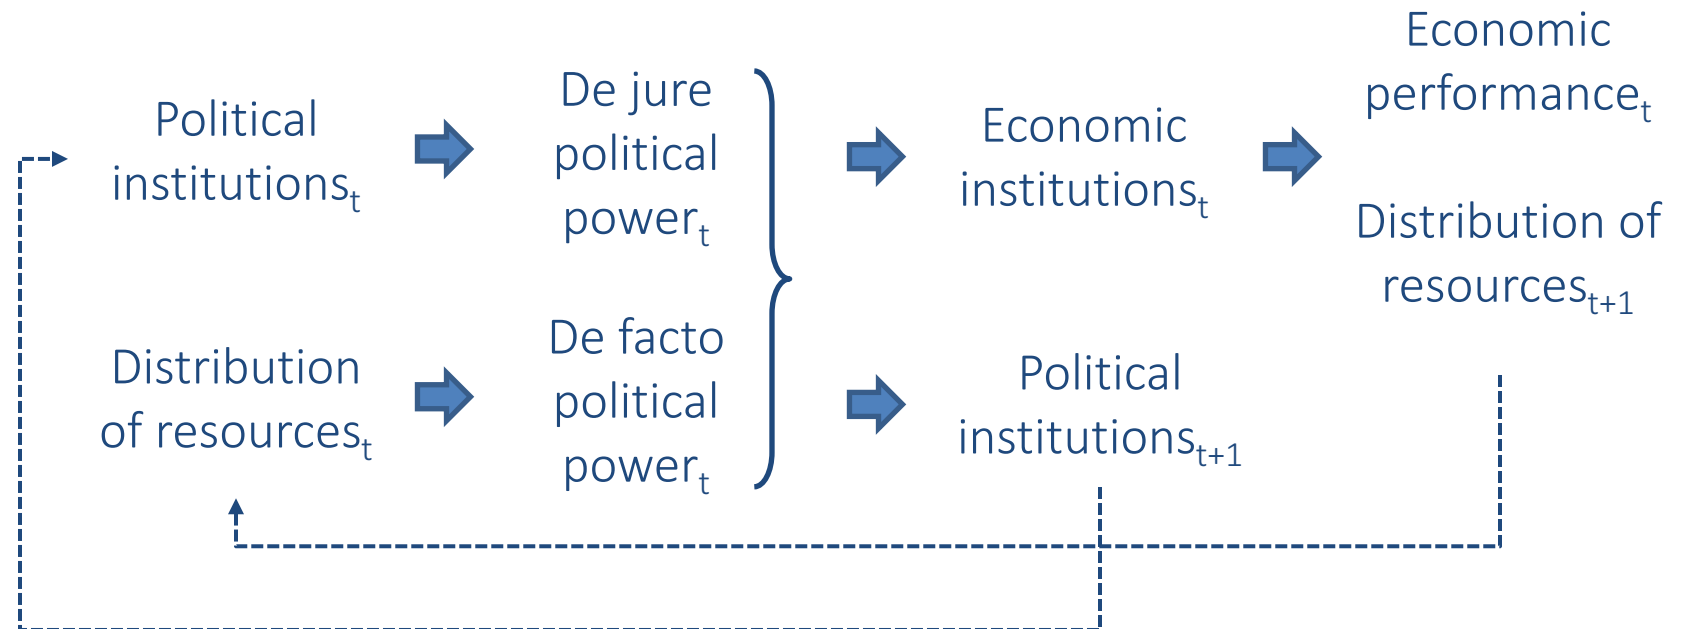 Political
institutionsₜ
De jure
political
powerₜ
Economic
institutionsₜ
Economic
performanceₜ
Distribution of
resourcesₜ₊₁
Distribution
of resourcesₜ
De facto
political
powerₜ
Political
institutionsₜ₊₁